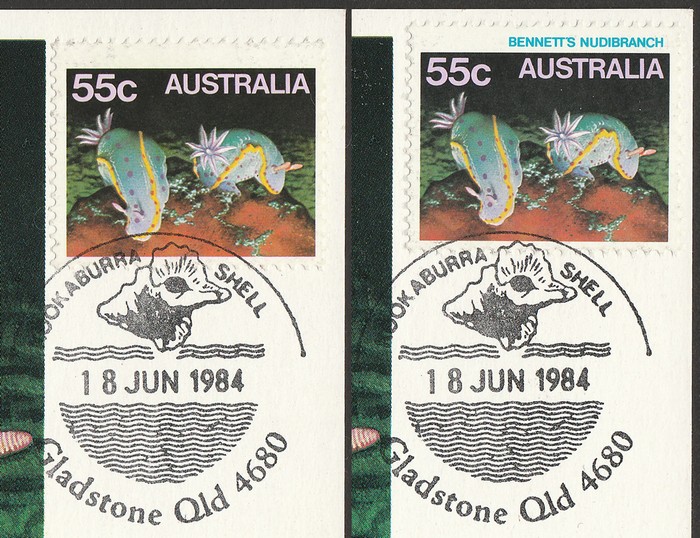 55c AUSTRALIA
OOKABURRA SHELL
18 JUN 1984
Gladstone Qld 4680
BENNETT'S NUDIBRANCH
55c AUSTRALIA
OOKABURRA SHELL
18 JUN 1984
Gladstone Qld 4680